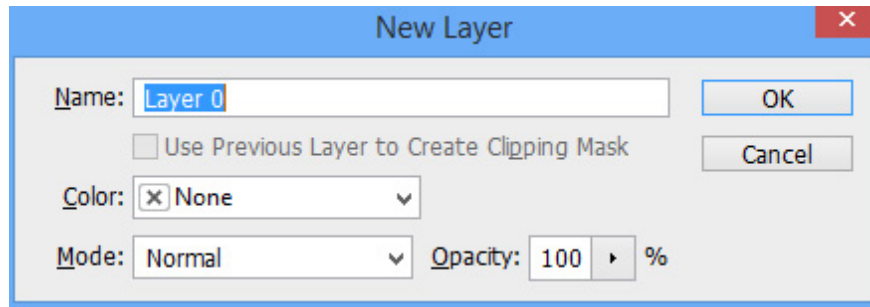 New Layer
Name: Layer 0 OK
Use Previous Layer to Create Clipping Mask Cancel
Color: None
Mode: Normal Opacity: 100 %